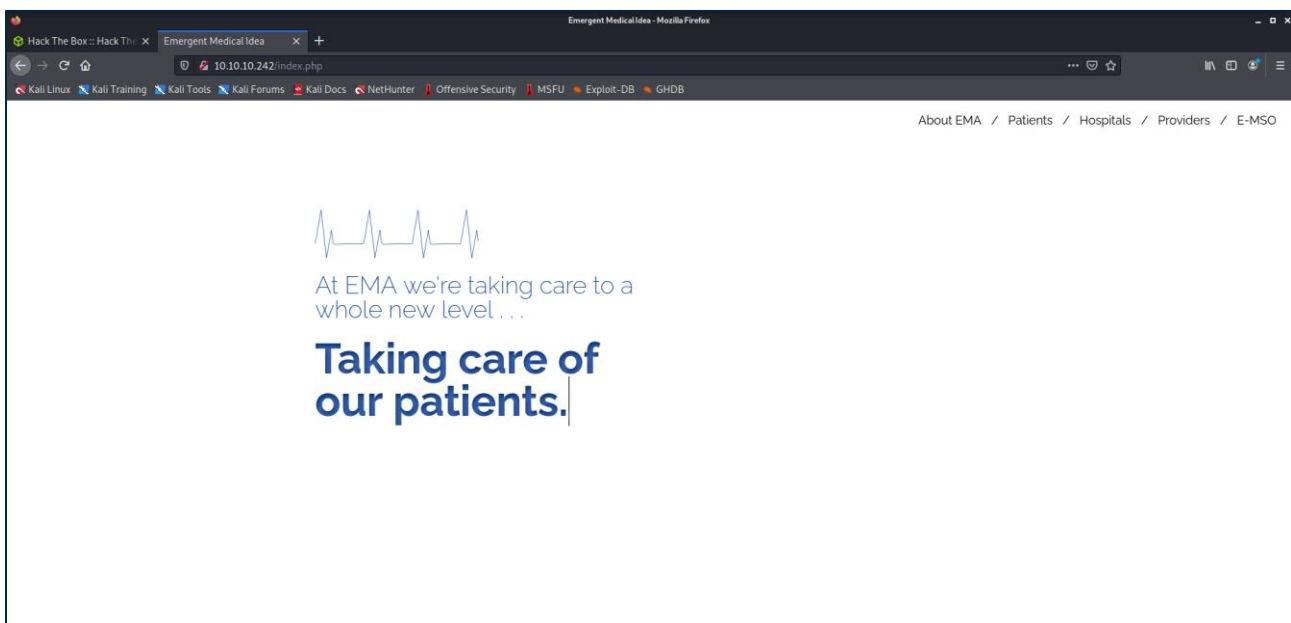 Emergent Medical Idea - Mozilla Firefox
Hack The Box :: Hack The
Emergent Medical Idea
10.10.10.242/index.php
Kali Linux Kali Training Kali Tools Kali Forums Kali Docs NetHunter Offensive Security MSFU Exploit-DB GHDB
About EMA / Patients / Hospitals / Providers / E-MSO
At EMA we're taking care to a
whole new level . . .
Taking care of
our patients.